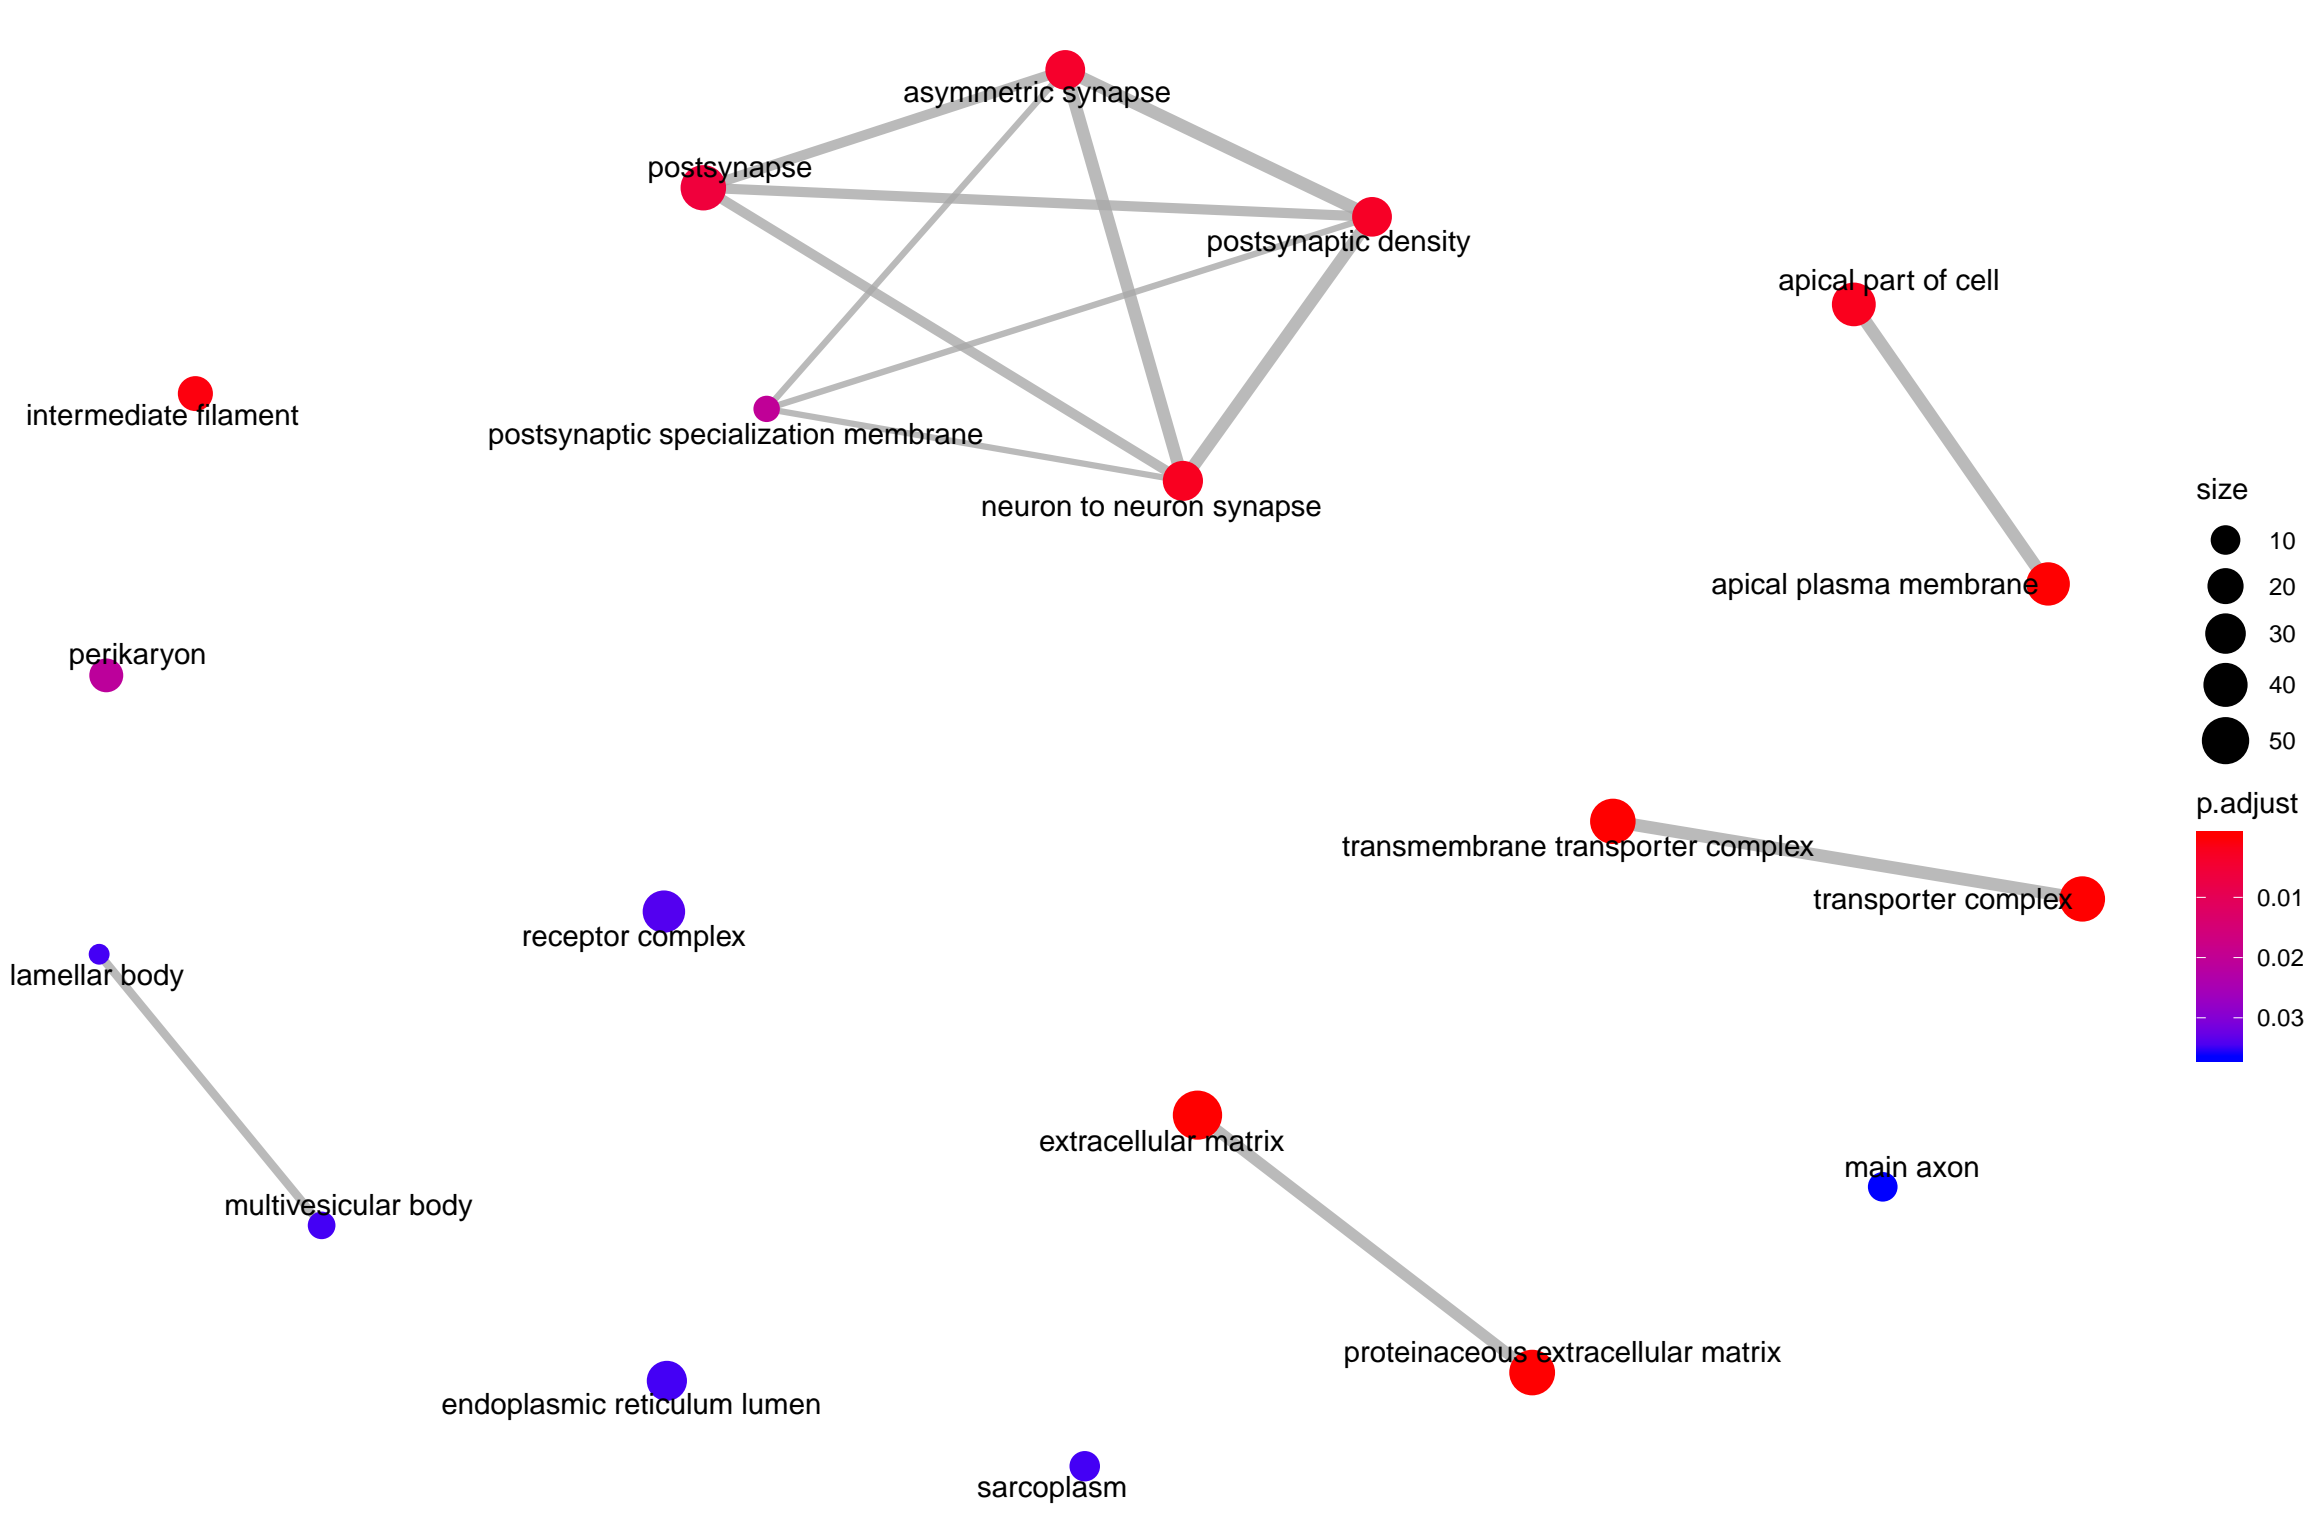 asymmetric synapse
postsynapse
postsynaptic density
apical part of cell
intermediate filament
postsynaptic specialization membrane
neuron to neuron synapse
apical plasma membrane
perikaryon
transmembrane transporter complex
transporter complex
receptor complex
lamellar body
extracellular matrix
main axon
multivesicular body
proteinaceous extracellular matrix
endoplasmic reticulum lumen
sarcoplasm
size
10
20
30
40
50
p.adjust
0.01
0.02
0.03